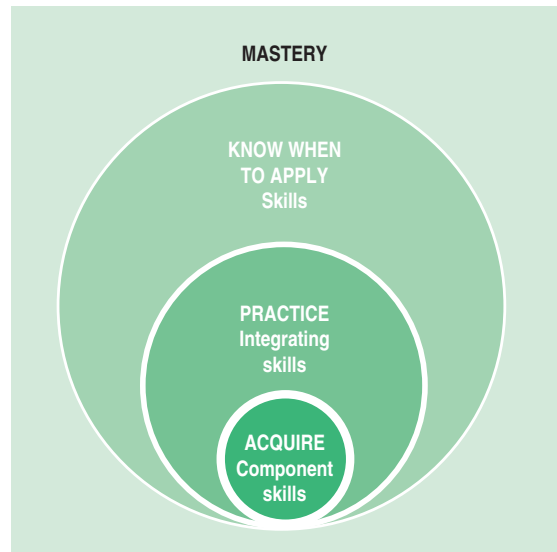 MASTERY
KNOW WHEN
TO APPLY
Skills
PRACTICE
Integrating
skills
ACQUIRE
Component
skills